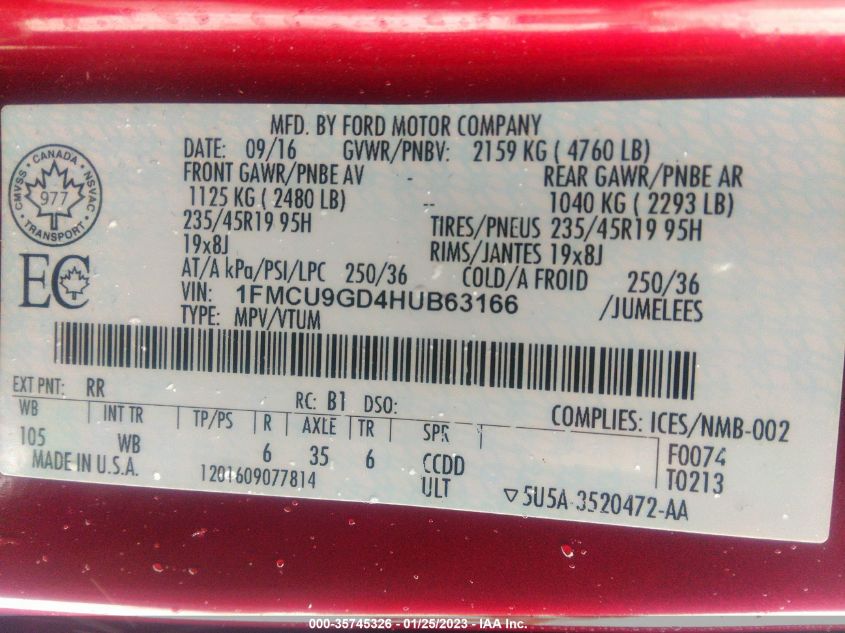 MFD. BY FORD MOTOR COMPANY
DATE: 09/16 GVWR/PNBV: 2159 KG ( 4760 LB)
FRONT GAWR/PNBE AV - REAR GAWR/PNBE AR
1125 KG ( 2480 LB) -- 1040 KG ( 2293 LB)
235/45R19 95H TIRES/PNEUS 235/45R19 95H
19x8J RIMS/JANTES 19x8J
AT/A kPa/PSI/LPC 250/36 COLD/A FROID 250/36
VIN: 1FMCU9GD4HUB63166 /JUMELEES
TYPE: MPV/VTUM
CANADA
CMVSS NSVAC
977
TRANSPORT
EC
EXT PNT: RR RC: B1 DSO: COMPLIES: ICES/NMB-002
WB INT TR TP/PS R AXLE TR SPR F0074
105 WB 6 35 6 CCDD T0213
MADE IN U.S.A. 1201609077814 ULT 5U5A-3520472-AA
000-35745326 - 01/25/2023 - IAA Inc.